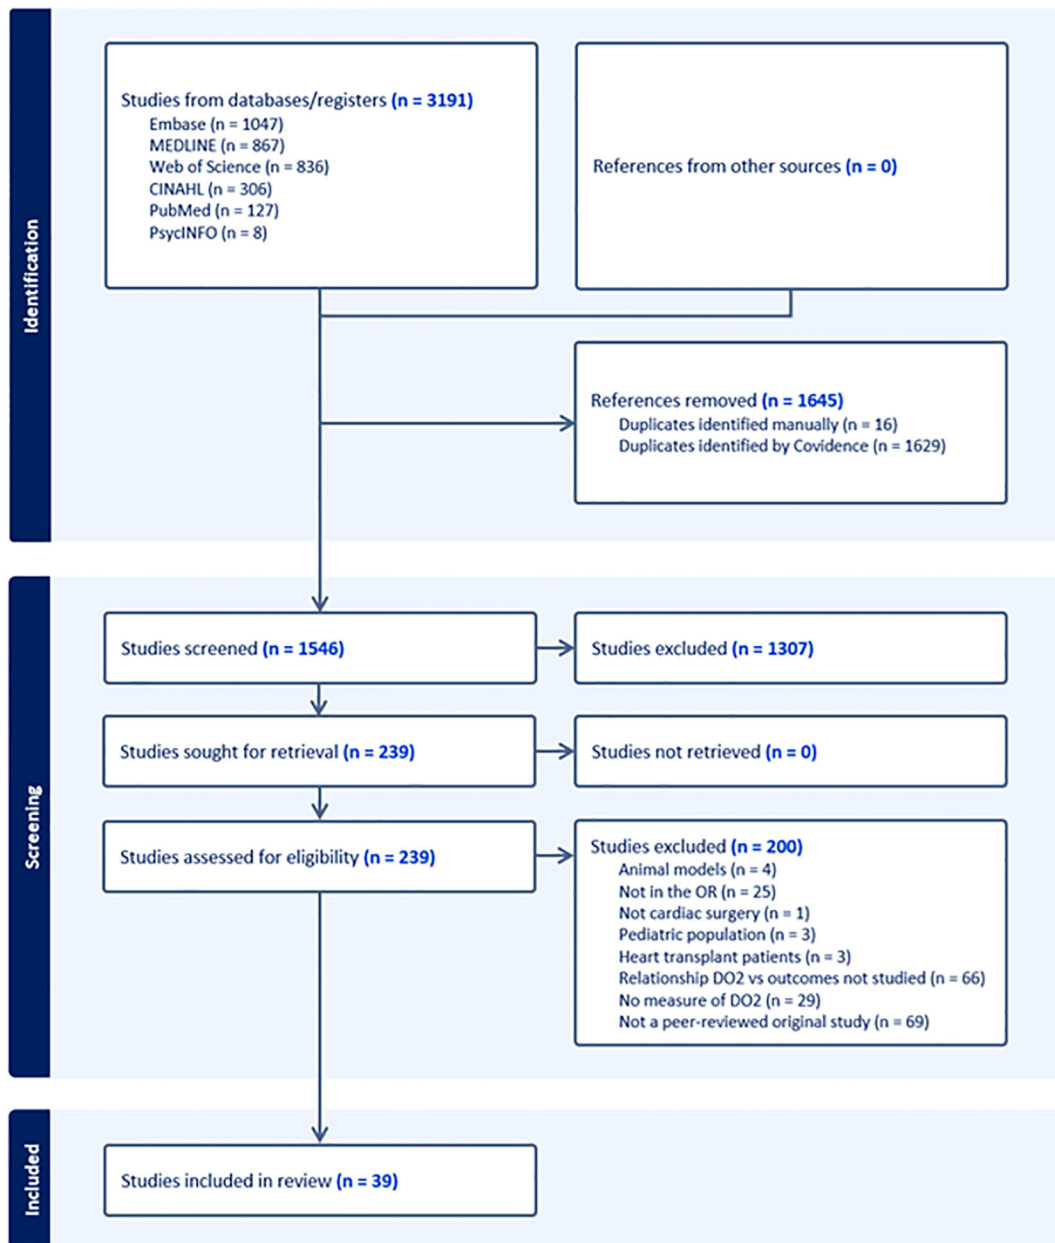 Identification
Studies from databases/registers (n = 3191)
Embase (n = 1047)
MEDLINE (n = 867)
Web of Science (n = 836)
CINAHL (n = 306)
PubMed (n = 127)
PsycINFO (n = 8)
References from other sources (n = 0)
References removed (n = 1645)
Duplicates identified manually (n = 16)
Duplicates identified by Covidence (n = 1629)
Screening
Studies screened (n = 1546)
Studies excluded (n = 1307)
Studies sought for retrieval (n = 239)
Studies not retrieved (n = 0)
Studies assessed for eligibility (n = 239)
Studies excluded (n = 200)
Animal models (n = 4)
Not in the OR (n = 25)
Not cardiac surgery (n = 1)
Pediatric population (n = 3)
Heart transplant patients (n = 3)
Relationship DO2 vs outcomes not studied (n = 66)
No measure of DO2 (n = 29)
Not a peer-reviewed original study (n = 69)
Included
Studies included in review (n = 39)